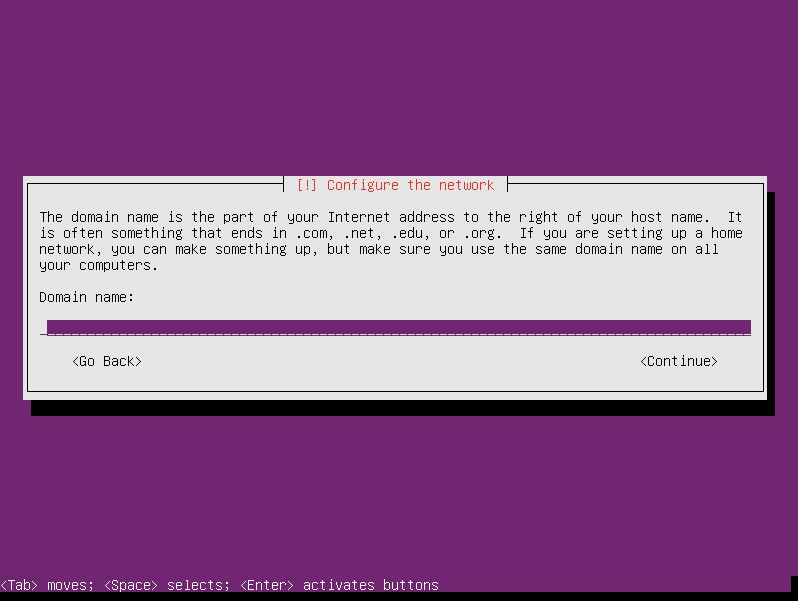 [!] Configure the network
The domain name is the part of your Internet address to the right of your host name.  It
is often something that ends in .com, .net, .edu, or .org.  If you are setting up a home
network, you can make something up, but make sure you use the same domain name on all
your computers.
Domain name:
<Go Back> <Continue>
<Tab> moves; <Space> selects; <Enter> activates buttons